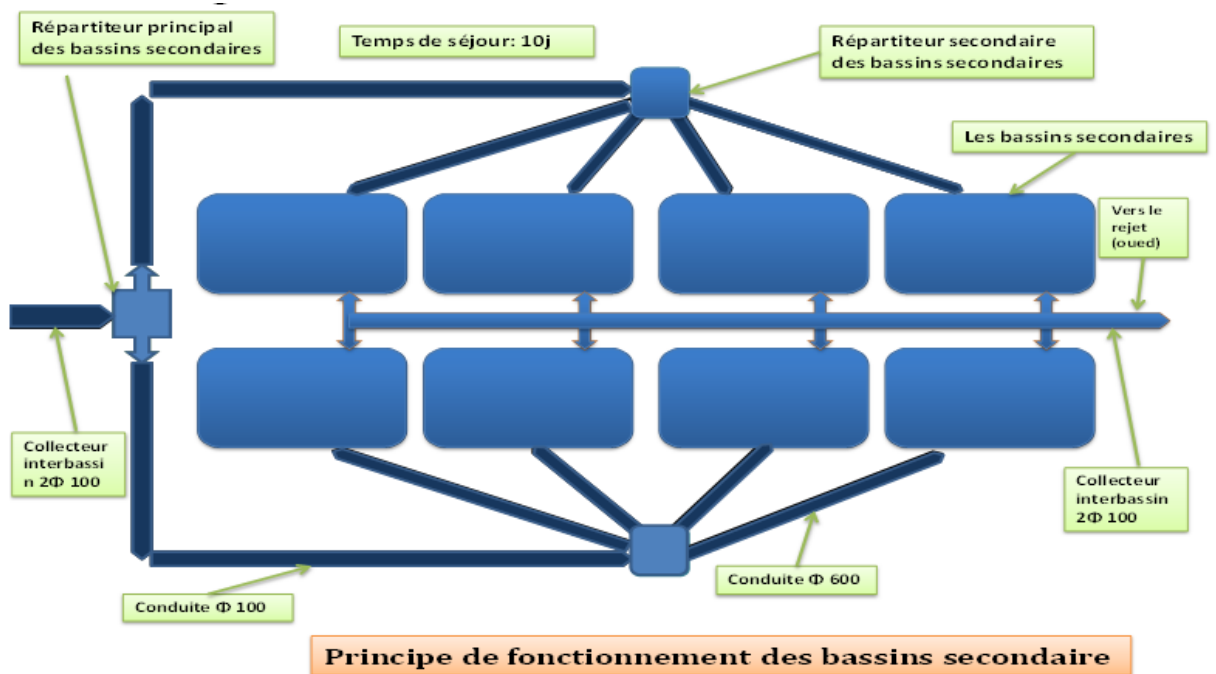 Répartiteur principal
des bassins secondaires
Temps de séjour: 10j
Répartiteur secondaire
des bassins secondaires
Les bassins secondaires
Vers le
rejet
(oued)
Collecteur
interbassi
n 2Φ 100
Collecteur
interbassin
2Φ 100
Conduite Φ 600
Conduite Φ 100
Principe de fonctionnement des bassins secondaire